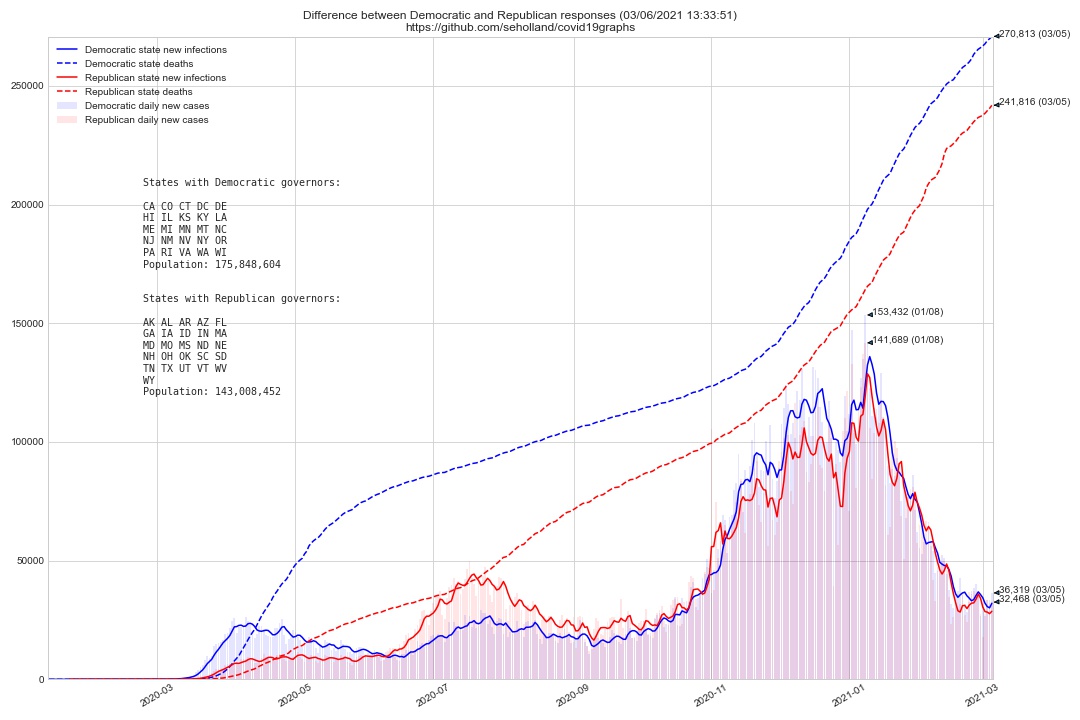 Difference between Democratic and Republican responses (03/06/2021 13:33:51)
https://github.com/seholland/covid19graphs
Democratic state new infections
Democratic state deaths
Republican state new infections
Republican state deaths
Democratic daily new cases
Republican daily new cases
States with Democratic governors:
CA CO CT DC DE
HI IL KS KY LA
ME MI MN MT NC
NJ NM NV NY OR
PA RI VA WA WI
Population: 175,848,604
States with Republican governors:
AK AL AR AZ FL
GA IA ID IN MA
MD MO MS ND NE
NH OH OK SC SD
TN TX UT VT WV
WY
Population: 143,008,452
270,813 (03/05)
241,816 (03/05)
153,432 (01/08)
141,689 (01/08)
36,319 (03/05)
32,468 (03/05)
250000
200000
150000
100000
50000
0
2020-03
2020-05
2020-07
2020-09
2020-11
2021-01
2021-03